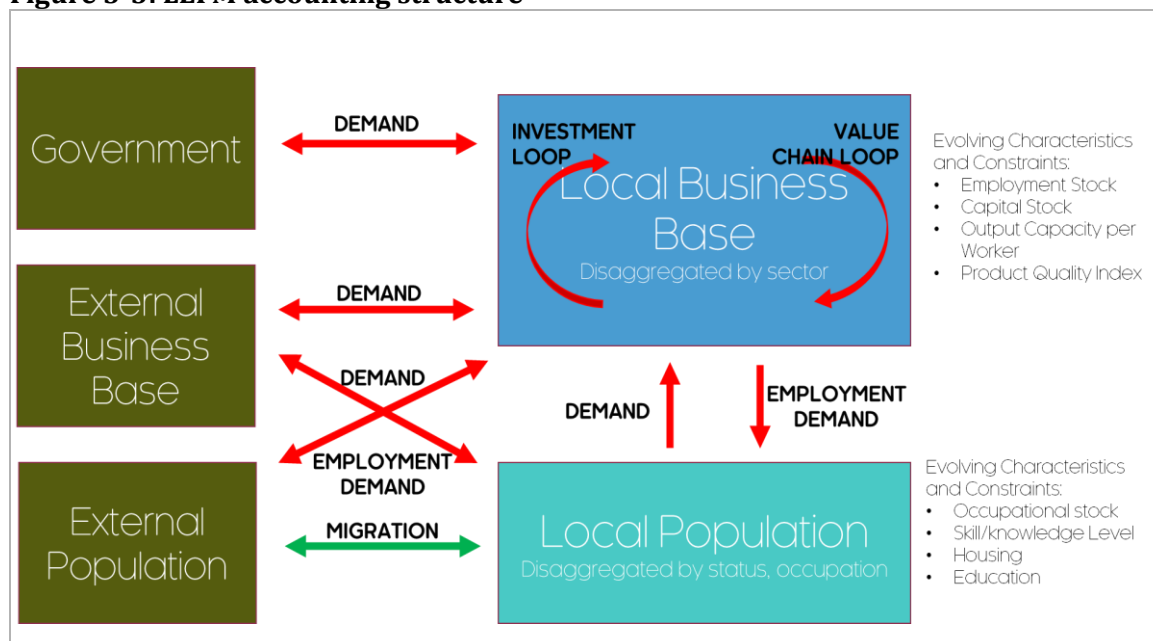 Figure accounting structure
Government
DEMAND
INVESTMENT
LOOP
VALUE
CHAIN LOOP
Local Business
Base
Disaggregated by sector
Evolving Characteristics
and Constraints:
• Employment Stock
• Capital Stock
• Output Capacity per
Worker
• Product Quality Index
External
Business
Base
DEMAND
DEMAND
EMPLOYMENT
DEMAND
DEMAND
EMPLOYMENT
DEMAND
External
Population
MIGRATION
Local Population
Disaggregated by status, occupation
Evolving Characteristics
and Constraints:
• Occupational stock
• Skill/knowledge Level
• Housing
• Education